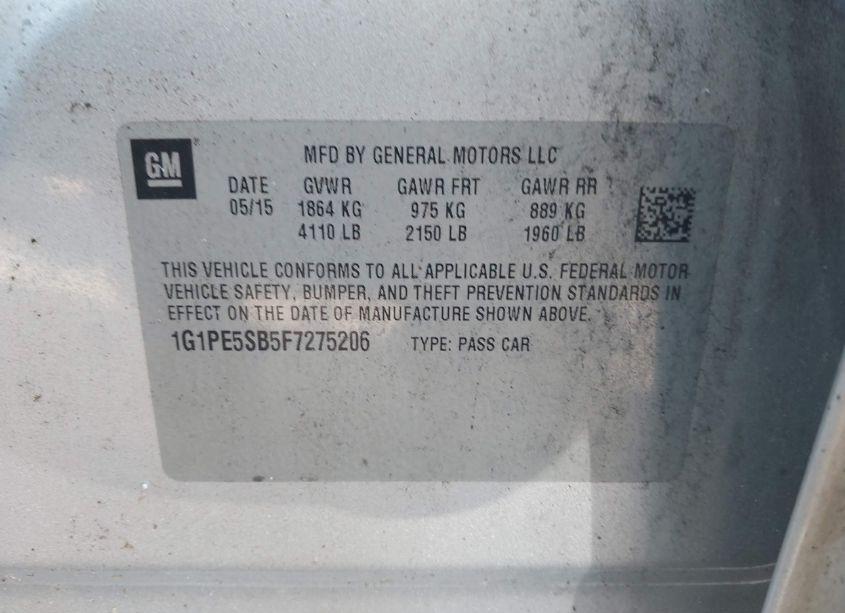 GM
MFD BY GENERAL MOTORS LLC
DATE GVWR GAWR FRT GAWR RR
05/15 1864 KG 975 KG 889 KG
4110 LB 2150 LB 1960 LB
THIS VEHICLE CONFORMS TO ALL APPLICABLE U.S. FEDERAL MOTOR
VEHICLE SAFETY, BUMPER, AND THEFT PREVENTION STANDARDS IN
EFFECT ON THE DATE OF MANUFACTURE SHOWN ABOVE.
1G1PE5SB5F7275206 TYPE: PASS CAR